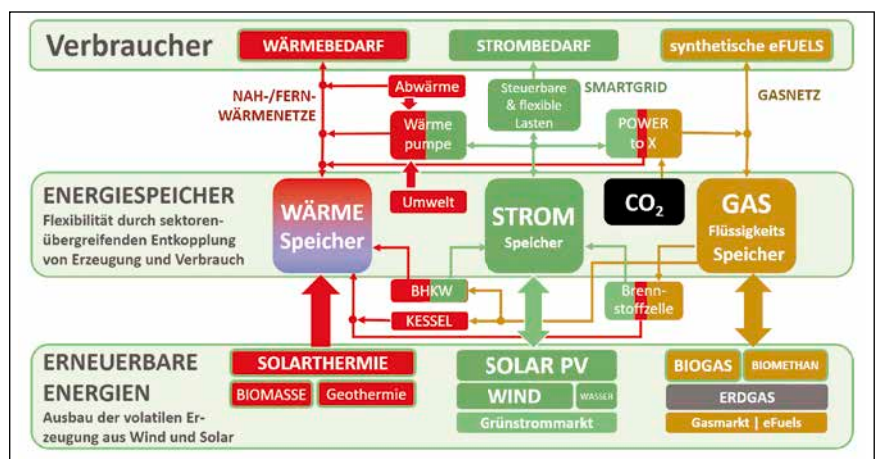 Verbraucher
WÄRMEBEDARF
STROMBEDARF
synthetische eFUELS
NAH-/FERN-
WÄRMENETZE
Abwärme
Steuerbare
& flexible
Lasten
SMARTGRID
GASNETZ
Wärme
pumpe
POWER
to X
ENERGIESPEICHER
Flexibilität durch sektoren-
übergreifenden Entkopplung
von Erzeugung und Verbrauch
WÄRME
Speicher
Umwelt
STROM
Speicher
CO₂
GAS
Flüssigkeits
Speicher
BHKW
KESSEL
Brenn-
stoffzelle
ERNEUERBARE
ENERGIEN
Ausbau der volatilen Er-
zeugung aus Wind und Solar
SOLARTHERMIE
BIOMASSE
Geothermie
SOLAR PV
WIND
WASSER
Grünstrommarkt
BIOGAS
BIOMETHAN
ERDGAS
Gasmarkt | eFuels